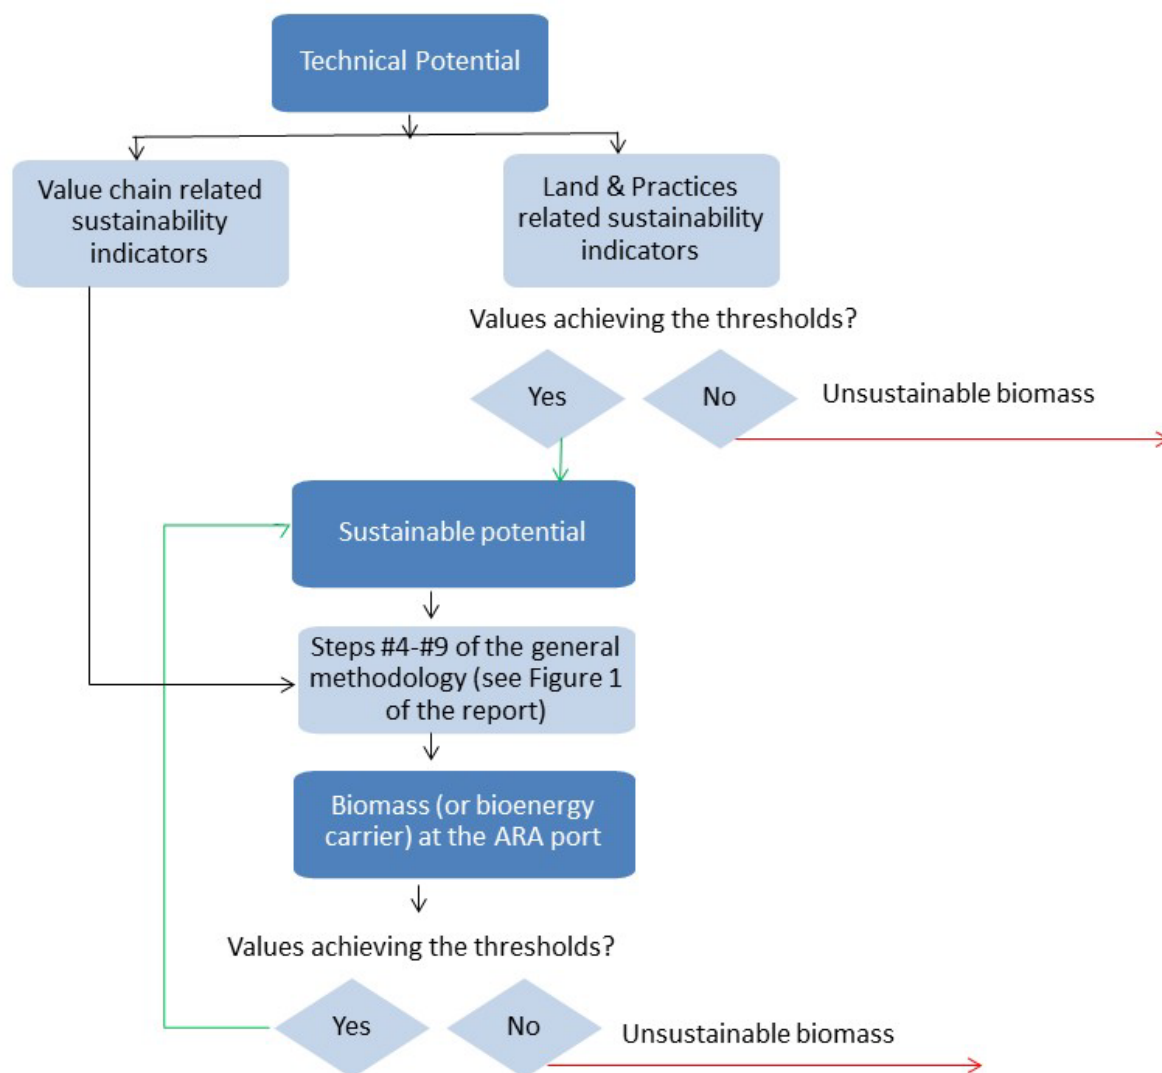 Technical Potential
Value chain related
sustainability
indicators
Land & Practices
related sustainability
indicators
Values achieving the thresholds?
Yes
No
Unsustainable biomass
Sustainable potential
Steps #4-#9 of the general
methodology (see Figure 1
of the report)
Biomass (or bioenergy
carrier) at the ARA port
Values achieving the thresholds?
Yes
No
Unsustainable biomass